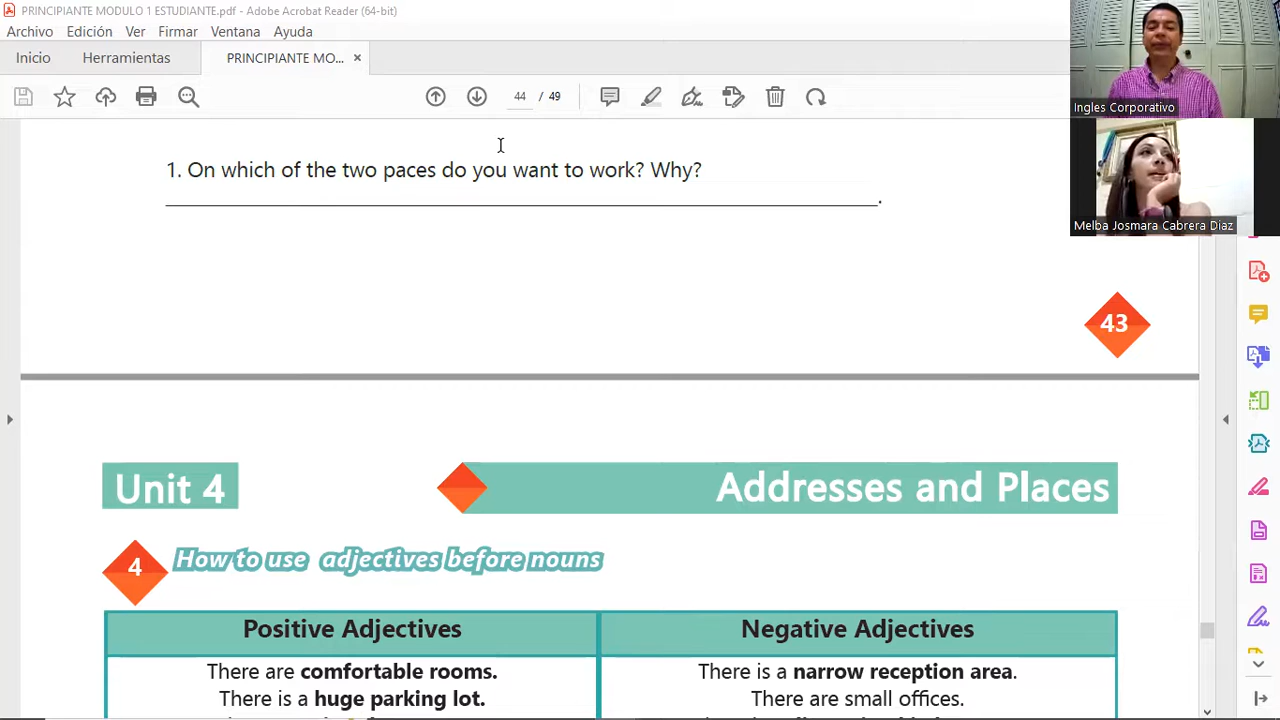 PRINCIPIANTE MODULO 1 ESTUDIANTE.pdf - Adobe Acrobat Reader (64-bit)
Archivo Edición Ver Firmar Ventana Ayuda
Inicio Herramientas PRINCIPIANTE MO... ×
44 / 49
Ingles Corporativo
Melba Josmara Cabrera Diaz
1. On which of the two paces do you want to work? Why?
43
Unit 4
Addresses and Places
4
How to use adjectives before nouns
Positive Adjectives
Negative Adjectives
There are comfortable rooms.
There is a narrow reception area.
There is a huge parking lot.
There are small offices.